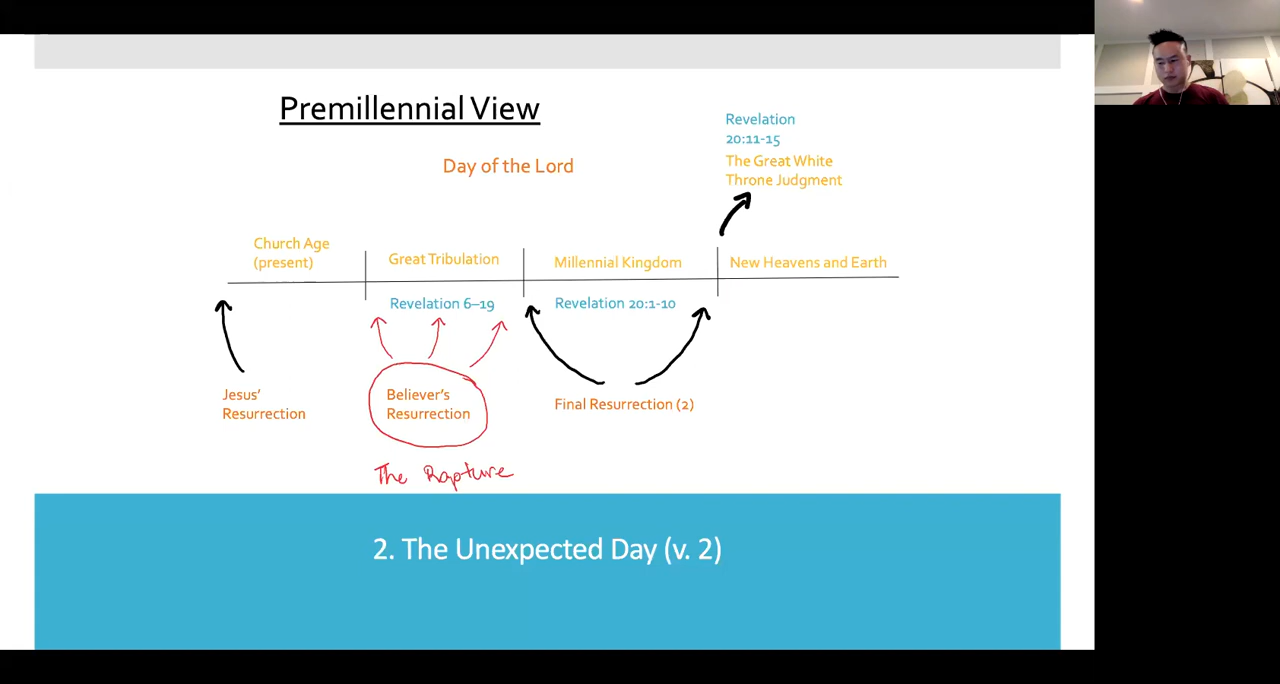 Premillennial View
Day of the Lord
Revelation
20:11-15
The Great White
Throne Judgment
Church Age
(present)
Great Tribulation
Millennial Kingdom
New Heavens and Earth
Revelation 6–19
Revelation 20:1-10
Jesus'
Resurrection
Believer's
Resurrection
Final Resurrection (2)
The Rapture
2. The Unexpected Day (v. 2)